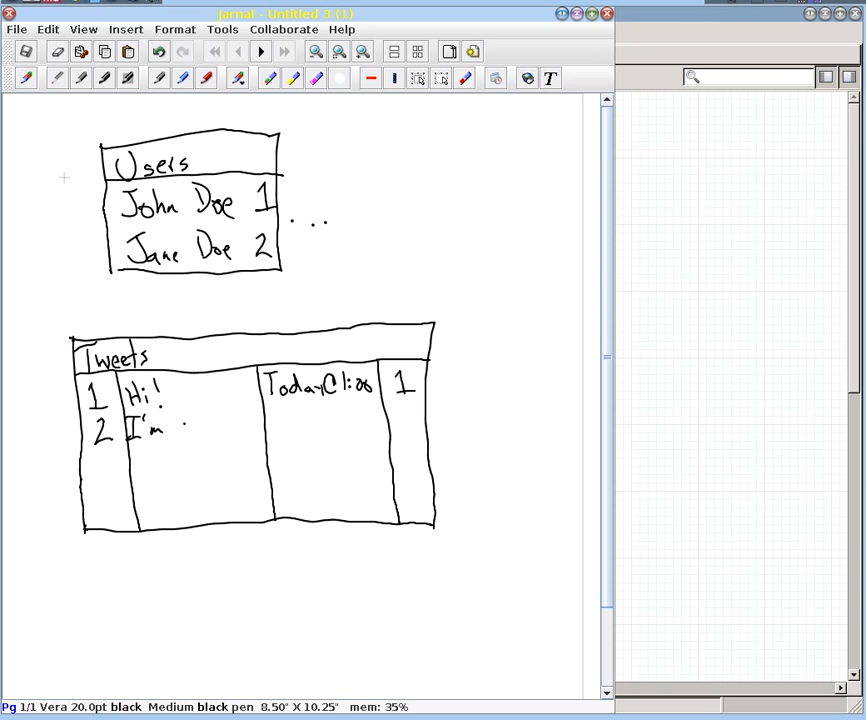 jarnal - Untitled 3 (1)
File Edit View Insert Format Tools Collaborate Help
T
Users
John Doe 1
Jane Doe 2
...
Tweets
1 Hi! Today@1:00 1
2 I'm
Pg 1/1 Vera 20.0pt black Medium black pen 8.50" X 10.25" mem: 35%